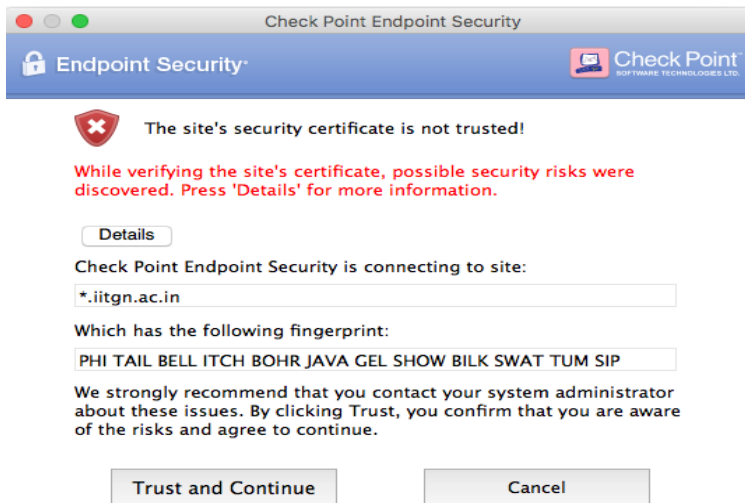 Check Point Endpoint Security
Endpoint Security
Check Point
SOFTWARE TECHNOLOGIES LTD.
The site's security certificate is not trusted!
While verifying the site's certificate, possible security risks were
discovered. Press 'Details' for more information.
Details
Check Point Endpoint Security is connecting to site:
*.iitgn.ac.in
Which has the following fingerprint:
PHI TAIL BELL ITCH BOHR JAVA GEL SHOW BILK SWAT TUM SIP
We strongly recommend that you contact your system administrator
about these issues. By clicking Trust, you confirm that you are aware
of the risks and agree to continue.
Trust and Continue
Cancel